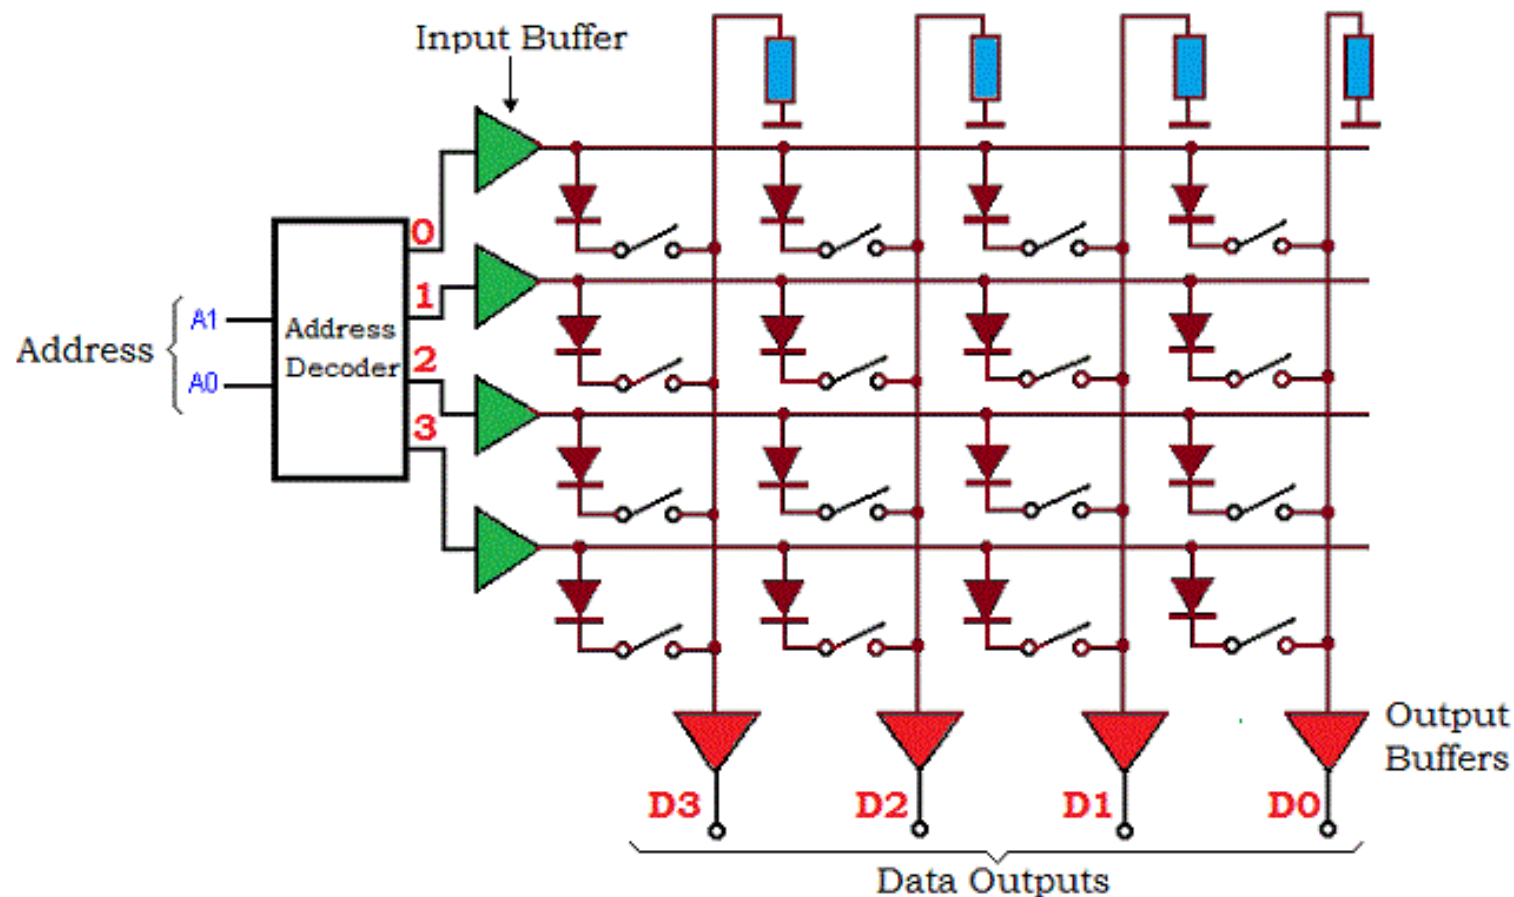 Input Buffer
0
1
2
3
Address
A1
A0
Address
Decoder
Output
Buffers
D3
D2
D1
D0
Data Outputs